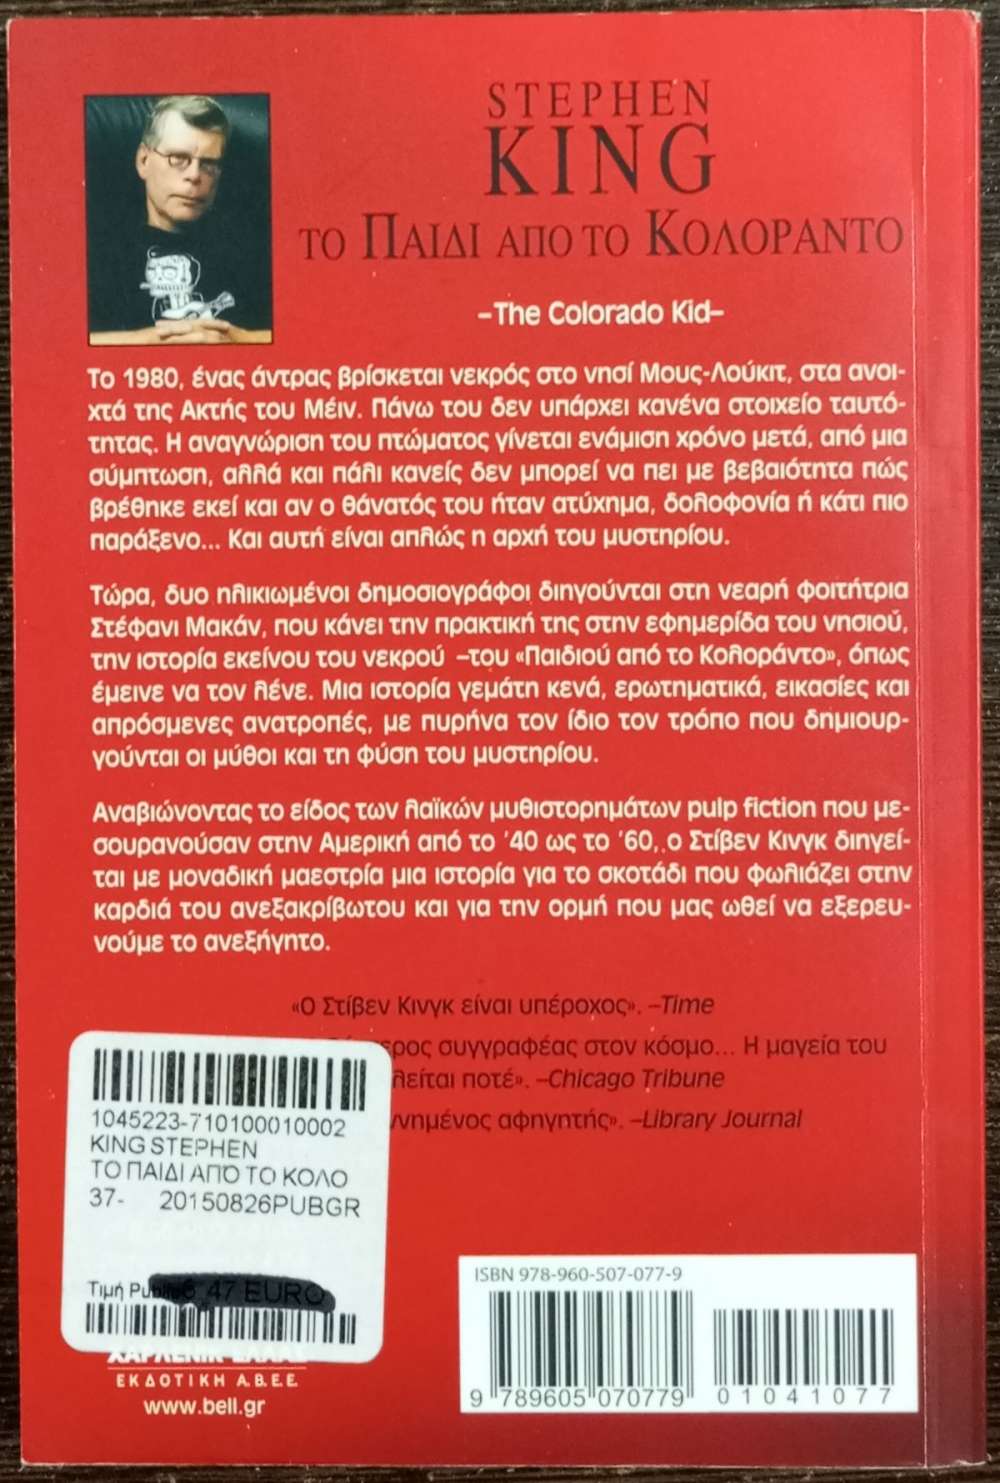 STEPHEN
KING
ΤΟ ΠΑΙΔΙ ΑΠΟ ΤΟ ΚΟΛΟΡΑΝΤΟ
–The Colorado Kid–
Το 1980, ένας άντρας βρίσκεται νεκρός στο νησί Μους-Λούκιτ, στα ανοι-
χτά της Ακτής του Μέιν. Πάνω του δεν υπάρχει κανένα στοιχείο ταυτό-
τητας. Η αναγνώριση του πτώματος γίνεται ενάμιση χρόνο μετά, από μια
σύμπτωση, αλλά και πάλι κανείς δεν μπορεί να πει με βεβαιότητα πώς
βρέθηκε εκεί και αν ο θάνατός του ήταν ατύχημα, δολοφονία ή κάτι πιο
παράξενο... Και αυτή είναι απλώς η αρχή του μυστηρίου.
Τώρα, δυο ηλικιωμένοι δημοσιογράφοι διηγούνται στη νεαρή φοιτήτρια
Στέφανι Μακάν, που κάνει την πρακτική της στην εφημερίδα του νησιού,
την ιστορία εκείνου του νεκρού –του «Παιδιού από το Κολοράντο», όπως
έμεινε να τον λένε. Μια ιστορία γεμάτη κενά, ερωτηματικά, εικασίες και
απρόσμενες ανατροπές, με πυρήνα τον ίδιο τον τρόπο που δημιουρ-
γούνται οι μύθοι και τη φύση του μυστηρίου.
Αναβιώνοντας το είδος των λαϊκών μυθιστορημάτων pulp fiction που με-
σουρανούσαν στην Αμερική από το '40 ως το '60, ο Στίβεν Κινγκ διηγεί-
ται με μοναδική μαεστρία μια ιστορία για το σκοτάδι που φωλιάζει στην
καρδιά του ανεξακρίβωτου και για την ορμή που μας ωθεί να εξερευ-
νούμε το ανεξήγητο.
«Ο Στίβεν Κινγκ είναι υπέροχος». –Time
συγγραφέας στον κόσμο... Η μαγεία του
ποτέ». –Chicago Tribune
αφηγητής». –Library Journal
1045223-710100010002
KING STEPHEN
ΤΟ ΠΑΙΔΙ ΑΠΟ ΤΟ ΚΟΛΟ
37- 20150826PUBGR
Τιμή 47 EURO
ΕΚΔΟΤΙΚΗ Α.Β.Ε.Ε.
www.bell.gr
ISBN 978-960-507-077-9
9 789605 070779
01041077